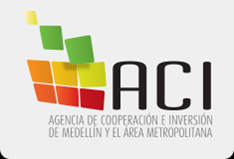 ACI
AGENCIA DE COOPERACIÓN E INVERSIÓN
DE MEDELLÍN Y EL ÁREA METROPOLITANA